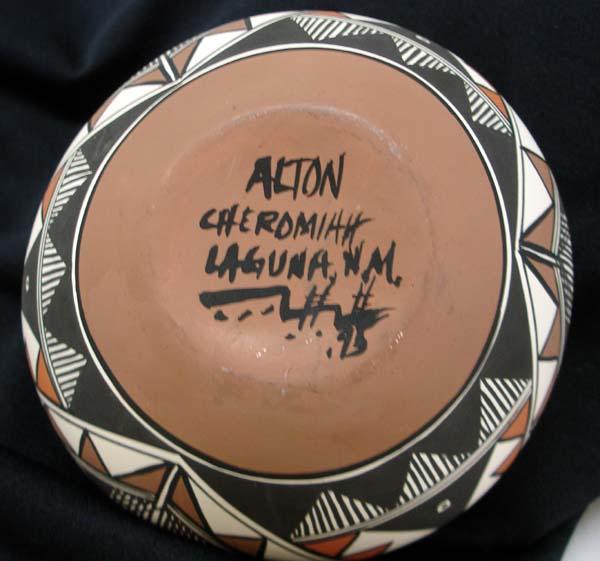 ALTON
CHEROMIAH
LAGUNA, N.M.